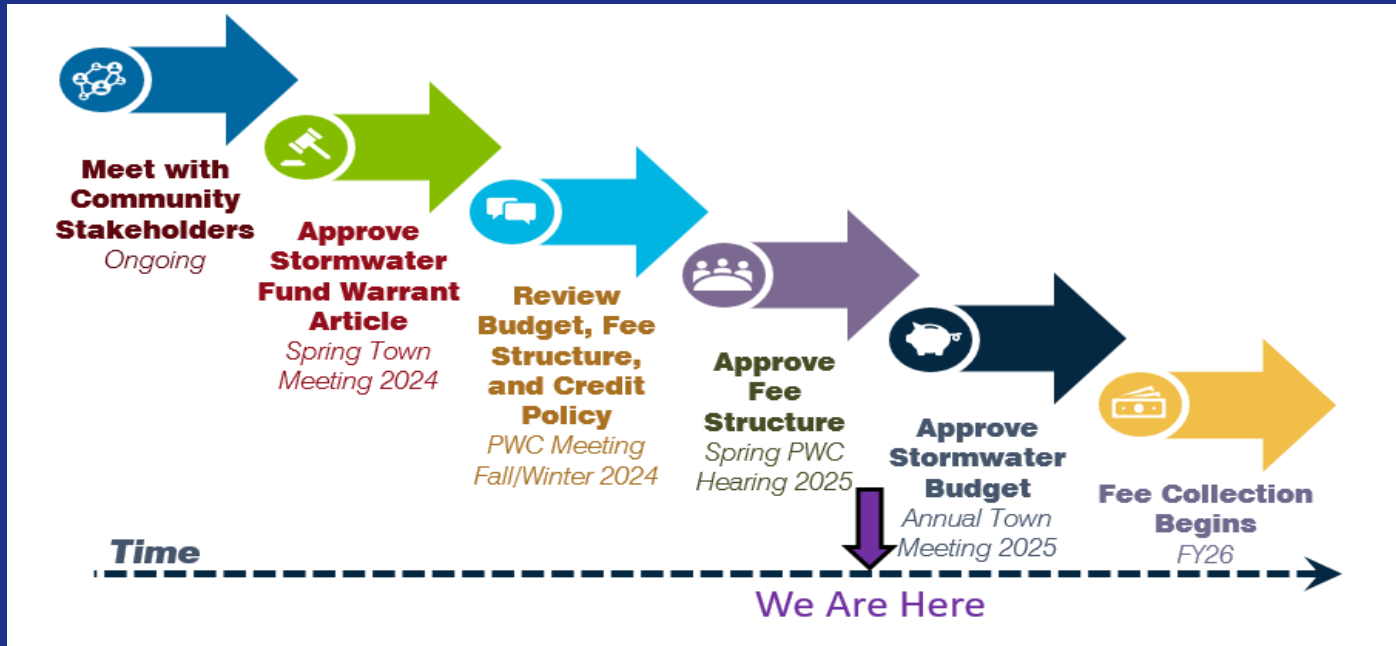 Meet with
Community
Stakeholders
Ongoing
Approve
Stormwater
Fund Warrant
Article
Spring Town
Meeting 2024
Review
Budget, Fee
Structure,
and Credit
Policy
PWC Meeting
Fall/Winter 2024
Approve
Fee
Structure
Spring PWC
Hearing 2025
Approve
Stormwater
Budget
Annual Town
Meeting 2025
Fee Collection
Begins
FY26
Time
We Are Here